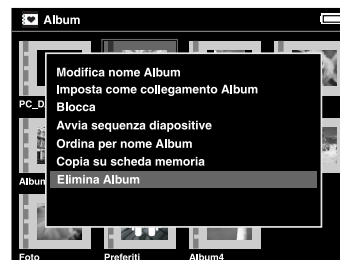 Album
Modifica nome Album
Imposta come collegamento Album
Blocca
Avvia sequenza diapositive
Ordina per nome Album
Copia su scheda memoria
Elimina Album
PC_D
Album
Foto
Preferiti
Album4